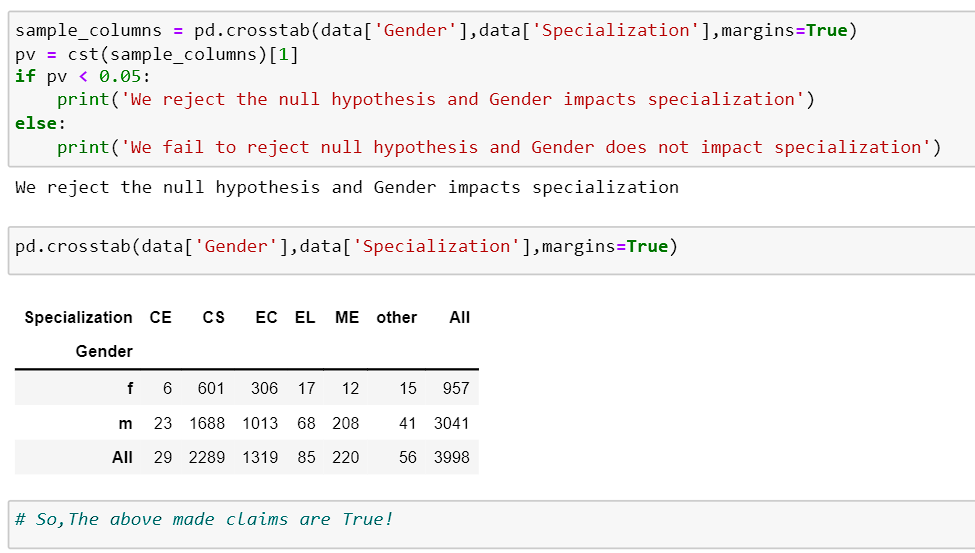 sample_columns = pd.crosstab(data['Gender'],data['Specialization'],margins=True)
pv = cst(sample_columns)[1]
if pv < 0.05:
    print('We reject the null hypothesis and Gender impacts specialization')
else:
    print('We fail to reject null hypothesis and Gender does not impact specialization')
We reject the null hypothesis and Gender impacts specialization
pd.crosstab(data['Gender'],data['Specialization'],margins=True)
Specialization CE CS EC EL ME other All
Gender
f 6 601 306 17 12 15 957
m 23 1688 1013 68 208 41 3041
All 29 2289 1319 85 220 56 3998
# So,The above made claims are True!